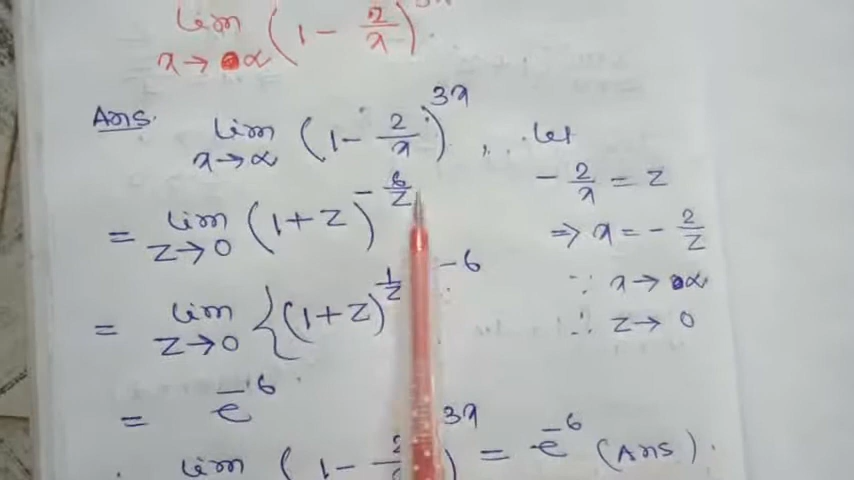 lim (1 - 2/x)
x → ∝
Ans. lim (1 - 2/x)^3x, let
x → ∝
- 2/x = z
= lim (1 + z)^-6/z
z → 0
⇒ x = - 2/z
∵ x → ∝
= lim {(1 + z)^1/z -6
z → 0
∴ z → 0
= e^-6
∴ lim (1 - 2/x)^3x = e^-6 (Ans).